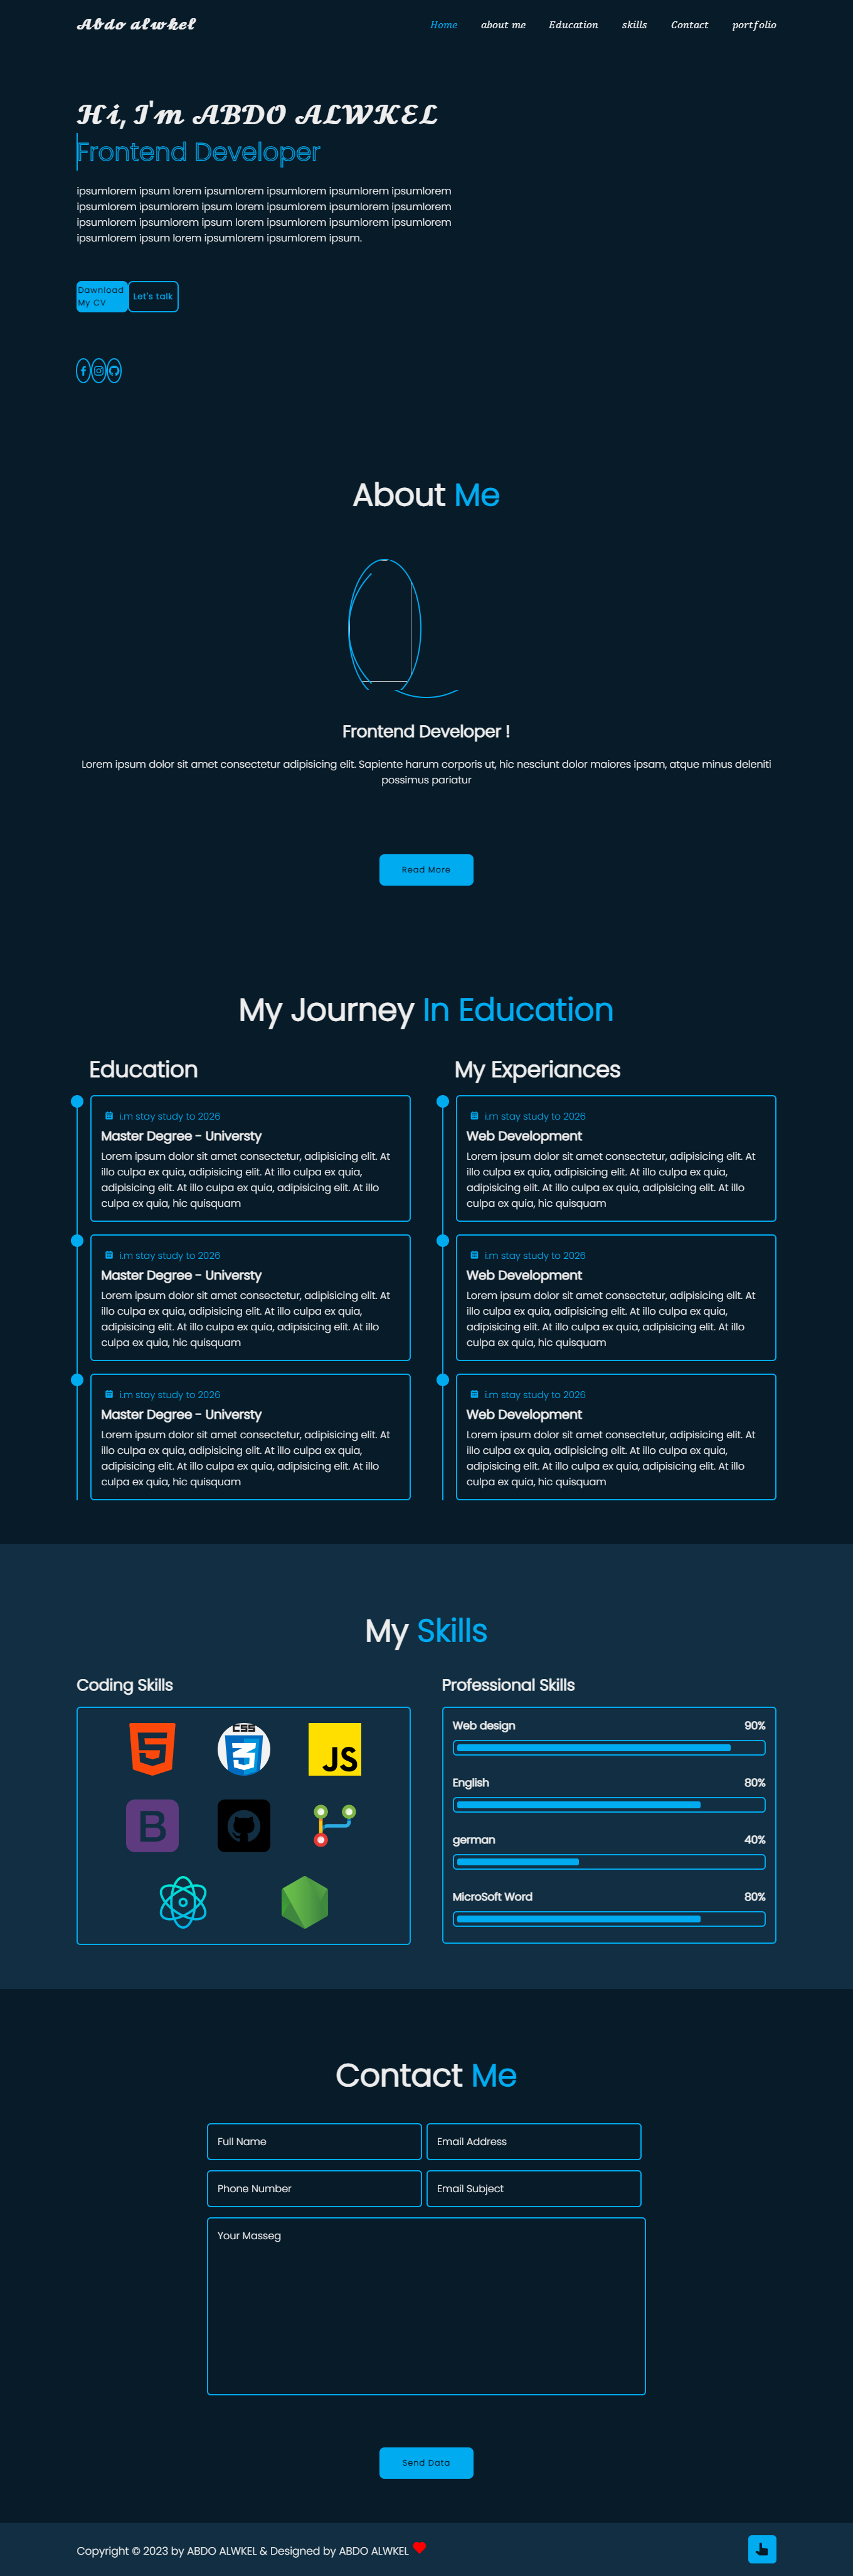 Abdo alwkel
Home about me Education skills Contact portfolio
Hi, I'm ABDO ALWKEL
Frontend Developer
ipsumlorem ipsum lorem ipsumlorem ipsumlorem ipsumlorem ipsumlorem
ipsumlorem ipsumlorem ipsum lorem ipsumlorem ipsumlorem ipsumlorem
ipsumlorem ipsumlorem ipsum lorem ipsumlorem ipsumlorem ipsumlorem
ipsumlorem ipsum lorem ipsumlorem ipsumlorem ipsum.
Dawnload
My CV
Let's talk
About Me
Frontend Developer !
Lorem ipsum dolor sit amet consectetur adipisicing elit. Sapiente harum corporis ut, hic nesciunt dolor maiores ipsam, atque minus deleniti
possimus pariatur
Read More
My Journey In Education
Education
i.m stay study to 2026
Master Degree - Universty
Lorem ipsum dolor sit amet consectetur, adipisicing elit. At
illo culpa ex quia, adipisicing elit. At illo culpa ex quia,
adipisicing elit. At illo culpa ex quia, adipisicing elit. At illo
culpa ex quia, hic quisquam
i.m stay study to 2026
Master Degree - Universty
Lorem ipsum dolor sit amet consectetur, adipisicing elit. At
illo culpa ex quia, adipisicing elit. At illo culpa ex quia,
adipisicing elit. At illo culpa ex quia, adipisicing elit. At illo
culpa ex quia, hic quisquam
i.m stay study to 2026
Master Degree - Universty
Lorem ipsum dolor sit amet consectetur, adipisicing elit. At
illo culpa ex quia, adipisicing elit. At illo culpa ex quia,
adipisicing elit. At illo culpa ex quia, adipisicing elit. At illo
culpa ex quia, hic quisquam
My Experiances
i.m stay study to 2026
Web Development
Lorem ipsum dolor sit amet consectetur, adipisicing elit. At
illo culpa ex quia, adipisicing elit. At illo culpa ex quia,
adipisicing elit. At illo culpa ex quia, adipisicing elit. At illo
culpa ex quia, hic quisquam
i.m stay study to 2026
Web Development
Lorem ipsum dolor sit amet consectetur, adipisicing elit. At
illo culpa ex quia, adipisicing elit. At illo culpa ex quia,
adipisicing elit. At illo culpa ex quia, adipisicing elit. At illo
culpa ex quia, hic quisquam
i.m stay study to 2026
Web Development
Lorem ipsum dolor sit amet consectetur, adipisicing elit. At
illo culpa ex quia, adipisicing elit. At illo culpa ex quia,
adipisicing elit. At illo culpa ex quia, adipisicing elit. At illo
culpa ex quia, hic quisquam
My Skills
Coding Skills
5 CSS 3 JS
B
Professional Skills
Web design 90%
English 80%
german 40%
MicroSoft Word 80%
Contact Me
Full Name Email Address
Phone Number Email Subject
Your Masseg
Send Data
Copyright © 2023 by ABDO ALWKEL & Designed by ABDO ALWKEL